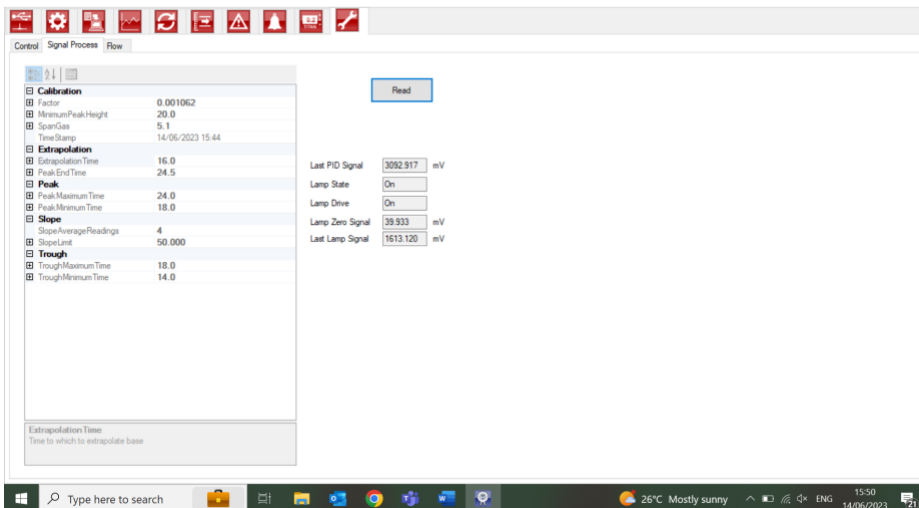 Control Signal Process Flow
Read
Calibration
Factor 0.001062
MinimumPeakHeight 20.0
SpanGas 5.1
TimeStamp 14/06/2023 15:44
Extrapolation
ExtrapolationTime 16.0
PeakEndTime 24.5
Peak
PeakMaximumTime 24.0
PeakMinimumTime 18.0
Slope
SlopeAverageReadings 4
SlopeLimit 50.000
Trough
TroughMaximumTime 18.0
TroughMinimumTime 14.0
Last PID Signal 3092.917 mV
Lamp State On
Lamp Drive On
Lamp Zero Signal 39.933 mV
Last Lamp Signal 1613.120 mV
ExtrapolationTime
Time to which to extrapolate base
Type here to search
26°C Mostly sunny
ENG
15:50
14/06/2023
21